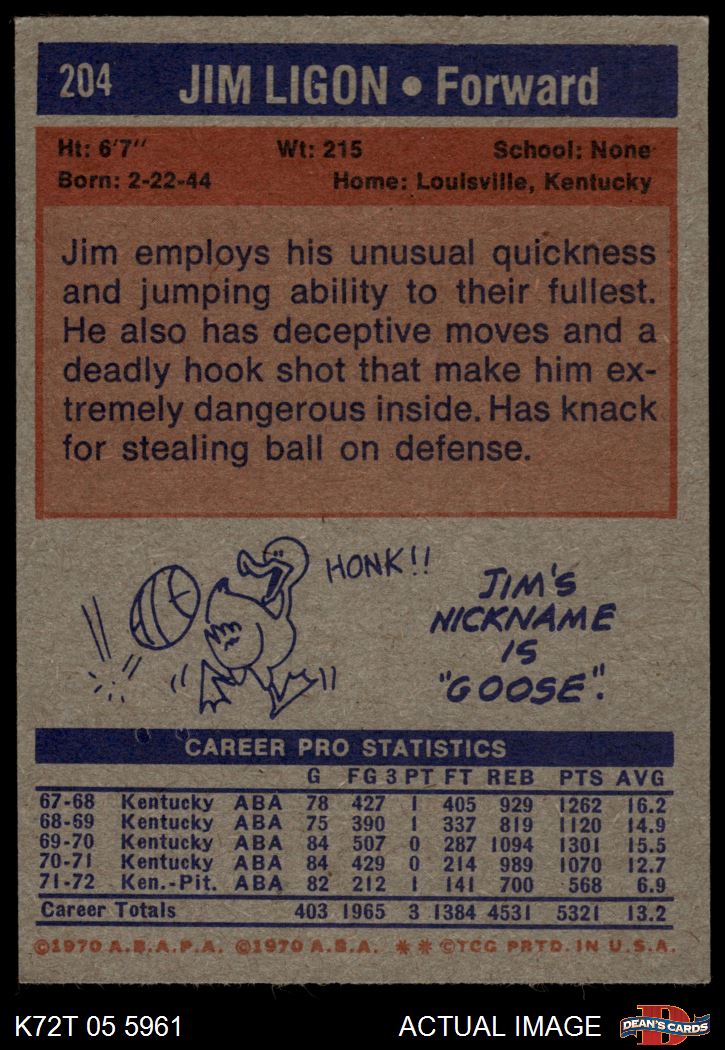 204 JIM LIGON • Forward
Ht: 6'7" Wt: 215 School: None
Born: 2-22-44 Home: Louisville, Kentucky
Jim employs his unusual quickness
and jumping ability to their fullest.
He also has deceptive moves and a
deadly hook shot that make him ex-
tremely dangerous inside. Has knack
for stealing ball on defense.
HONK!!
JIM'S
NICKNAME
IS
"GOOSE".
CAREER PRO STATISTICS
G FG 3 PT FT REB PTS AVG
67-68 Kentucky ABA 78 427 1 405 929 1262 16.2
68-69 Kentucky ABA 75 390 1 337 819 1120 14.9
69-70 Kentucky ABA 84 507 0 287 1094 1301 15.5
70-71 Kentucky ABA 84 429 0 214 989 1070 12.7
71-72 Ken.-Pit. ABA 82 212 1 141 700 568 6.9
Career Totals 403 1965 3 1384 4531 5321 13.2
©1970 A.B.A.P.A. ©1970 A.B.A. ** ©TCG PRTD. IN U.S.A.
K72T 05 5961 ACTUAL IMAGE D DEAN'S CARDS